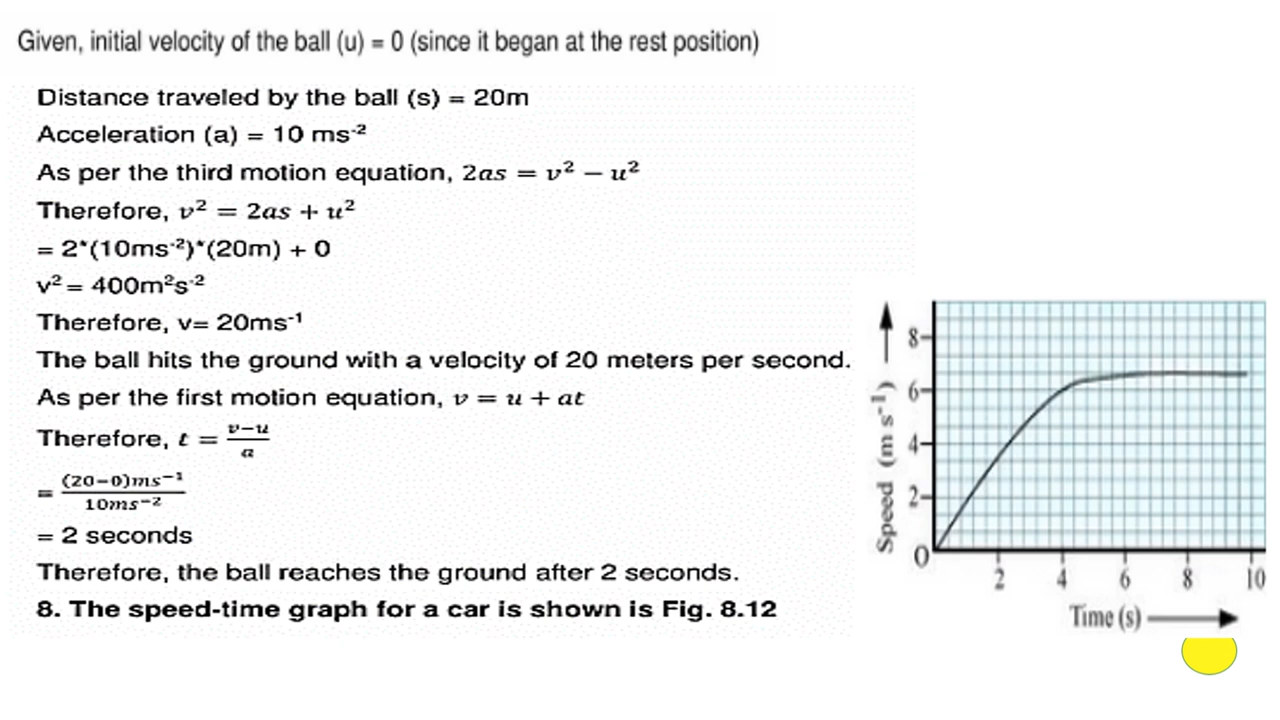 Given, initial velocity of the ball (u) = 0 (since it began at the rest position)
Distance traveled by the ball (s) = 20m
Acceleration (a) = 10 ms⁻²
As per the third motion equation, 2as = v² − u²
Therefore, v² = 2as + u²
= 2*(10ms⁻²)*(20m) + 0
v² = 400m²s⁻²
Therefore, v= 20ms⁻¹
The ball hits the ground with a velocity of 20 meters per second.
As per the first motion equation, v = u + at
Therefore, t = (v−u)/a
= (20−0)ms⁻¹/10ms⁻²
= 2 seconds
Therefore, the ball reaches the ground after 2 seconds.
8. The speed-time graph for a car is shown is Fig. 8.12
Speed (m s⁻¹)
8
6
4
2
0
2 4 6 8 10
Time (s)